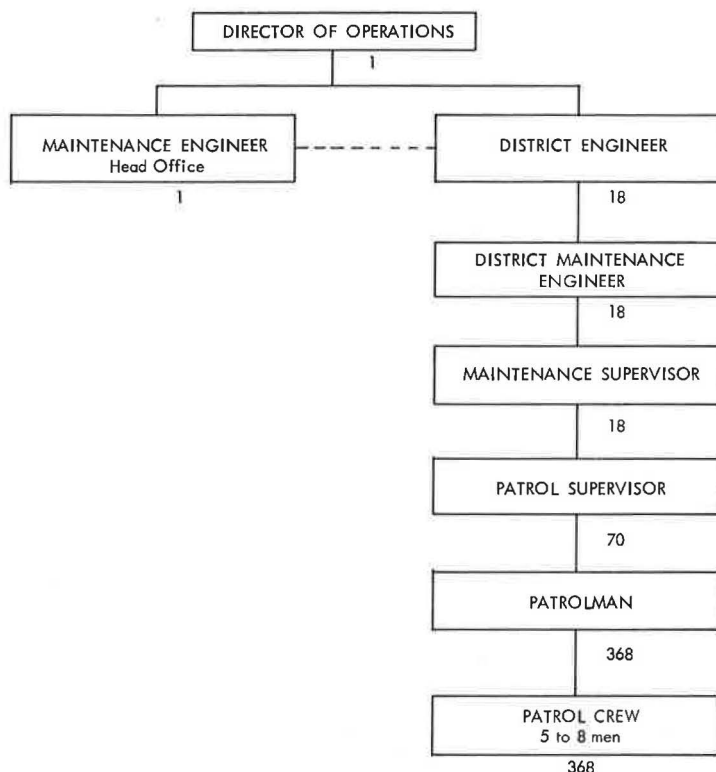 DIRECTOR OF OPERATIONS
1
MAINTENANCE ENGINEER
Head Office
1
DISTRICT ENGINEER
18
DISTRICT MAINTENANCE
ENGINEER
18
MAINTENANCE SUPERVISOR
18
PATROL SUPERVISOR
70
PATROLMAN
368
PATROL CREW
5 to 8 men
368